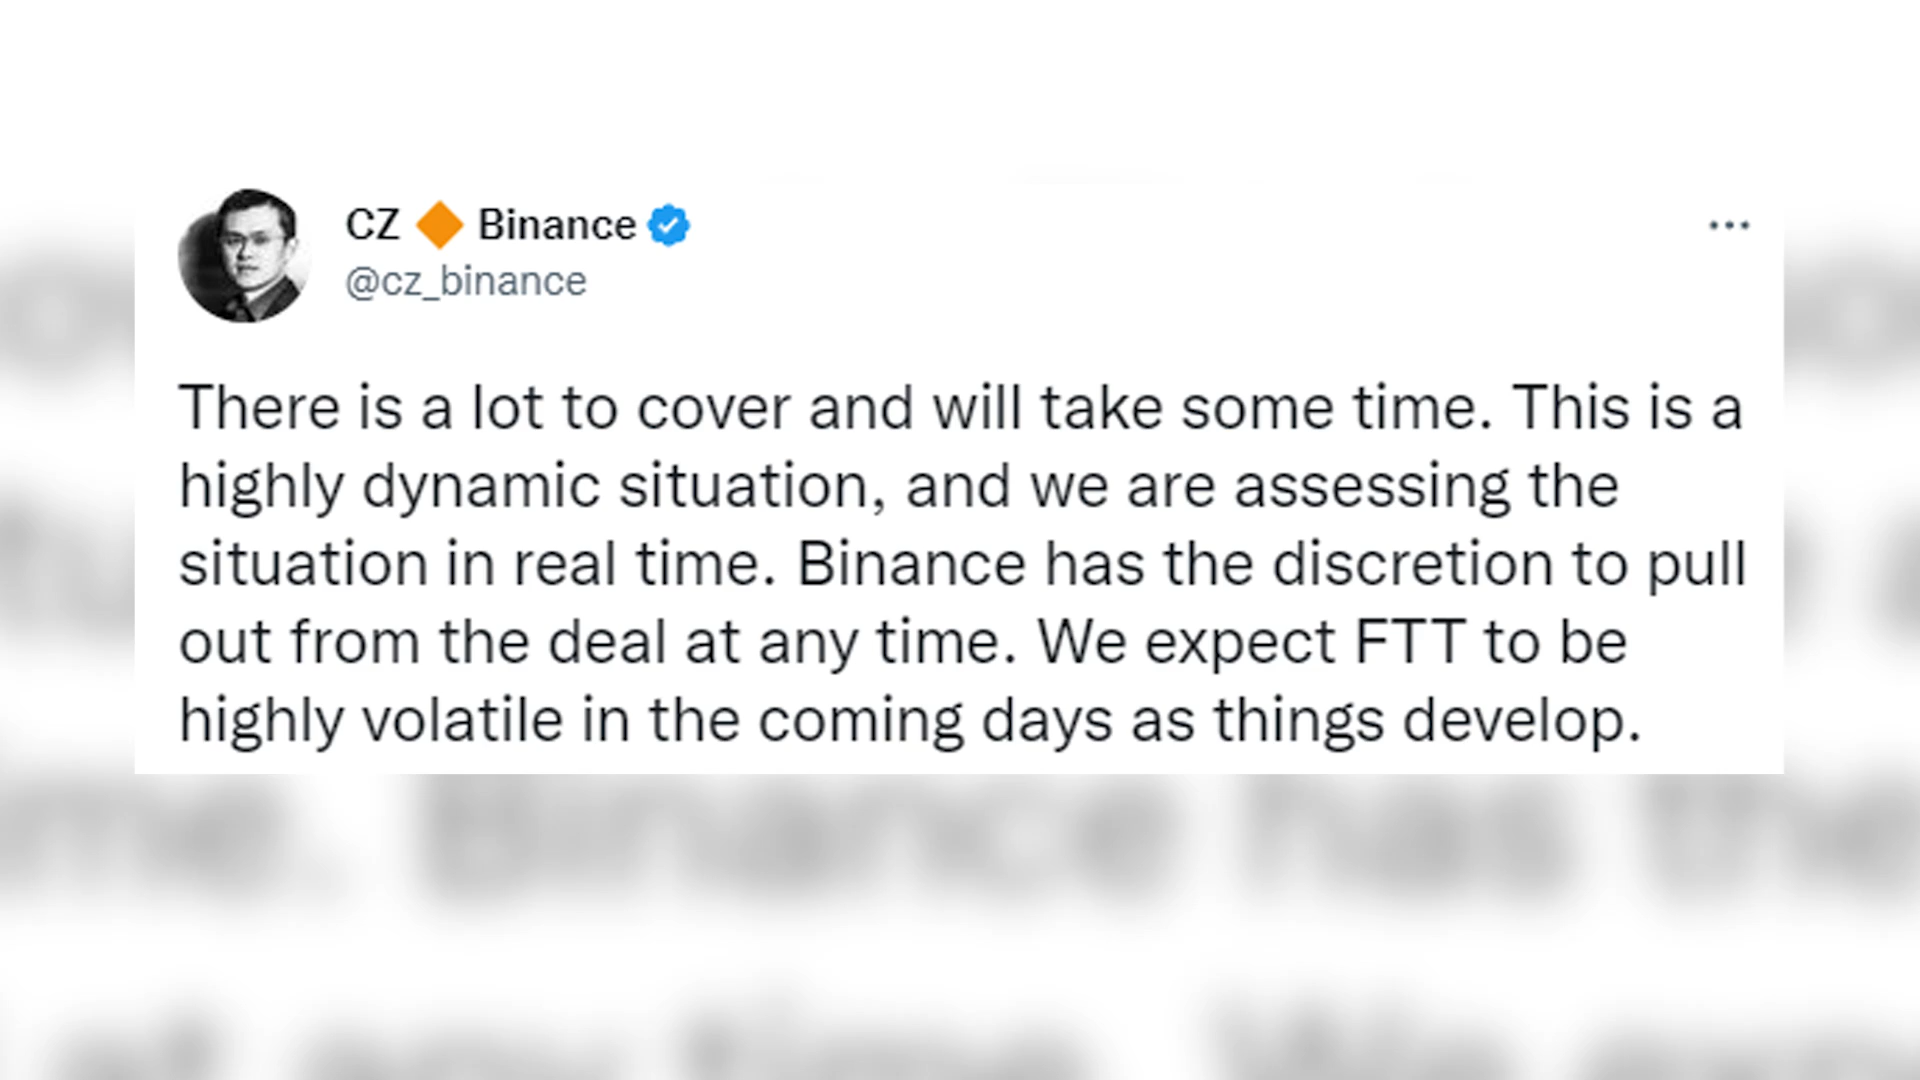 CZ 🔶 Binance
@cz_binance
There is a lot to cover and will take some time. This is a
highly dynamic situation, and we are assessing the
situation in real time. Binance has the discretion to pull
out from the deal at any time. We expect FTT to be
highly volatile in the coming days as things develop.